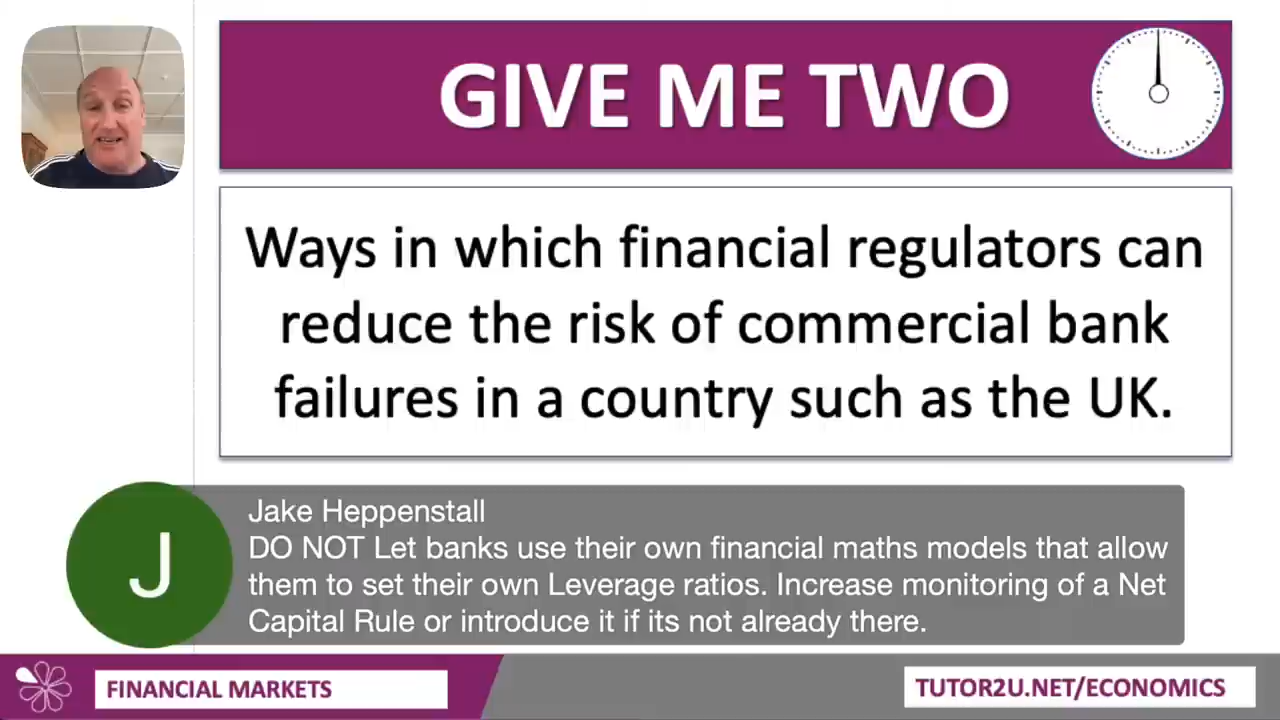 GIVE ME TWO
Ways in which financial regulators can
reduce the risk of commercial bank
failures in a country such as the UK.
J
Jake Heppenstall
DO NOT Let banks use their own financial maths models that allow
them to set their own Leverage ratios. Increase monitoring of a Net
Capital Rule or introduce it if its not already there.
FINANCIAL MARKETS
TUTOR2U.NET/ECONOMICS